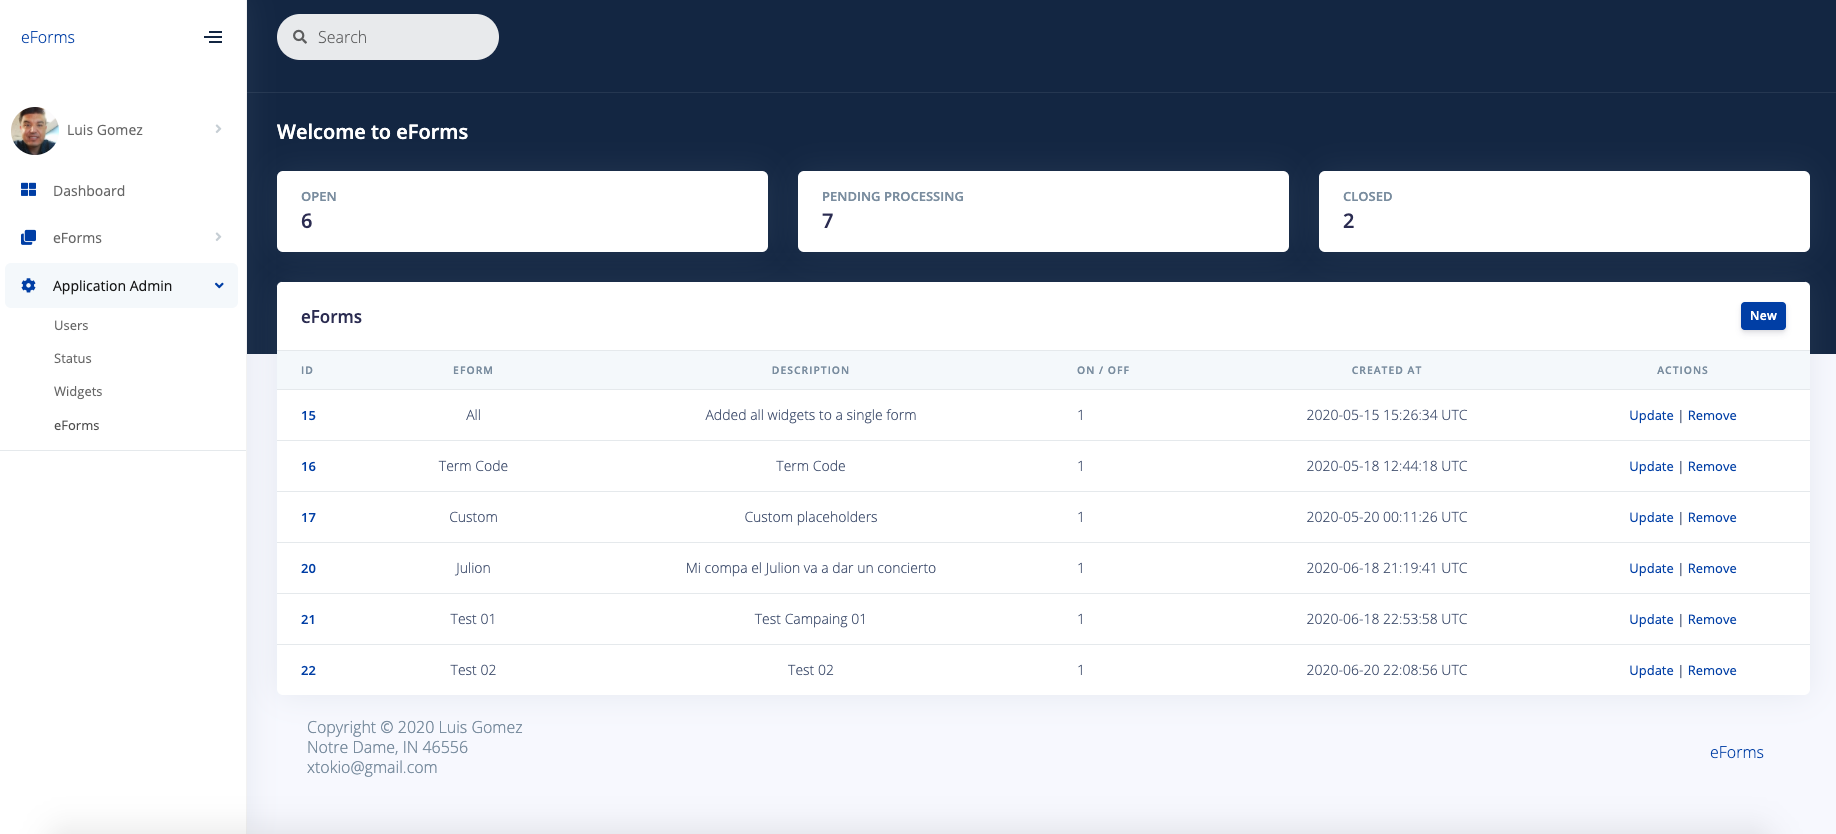 eForms
Search
Luis Gomez
Dashboard
eForms
Application Admin
Users
Status
Widgets
eForms
Welcome to eForms
OPEN
6
PENDING PROCESSING
7
CLOSED
2
eForms
New
ID EFORM DESCRIPTION ON / OFF CREATED AT ACTIONS
15 All Added all widgets to a single form 1 2020-05-15 15:26:34 UTC Update | Remove
16 Term Code Term Code 1 2020-05-18 12:44:18 UTC Update | Remove
17 Custom Custom placeholders 1 2020-05-20 00:11:26 UTC Update | Remove
20 Julion Mi compa el Julion va a dar un concierto 1 2020-06-18 21:19:41 UTC Update | Remove
21 Test 01 Test Campaing 01 1 2020-06-18 22:53:58 UTC Update | Remove
22 Test 02 Test 02 1 2020-06-20 22:08:56 UTC Update | Remove
Copyright © 2020 Luis Gomez
Notre Dame, IN 46556
xtokio@gmail.com
eForms